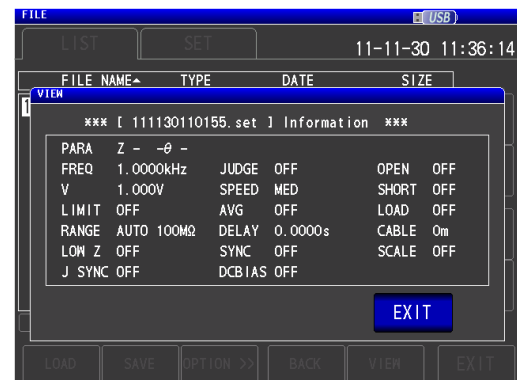 FILE USB
LIST SET 11-11-30 11:36:14
FILE NAME▲ TYPE DATE SIZE
VIEW
1
*** [ 111130110155.set ] Information ***
PARA Z - -θ -
FREQ 1.0000kHz JUDGE OFF OPEN OFF
V 1.000V SPEED MED SHORT OFF
LIMIT OFF AVG OFF LOAD OFF
RANGE AUTO 100MΩ DELAY 0.0000s CABLE 0m
LOW Z OFF SYNC OFF SCALE OFF
J SYNC OFF DCBIAS OFF
EXIT
LOAD SAVE OPTION >> BACK VIEW EXIT